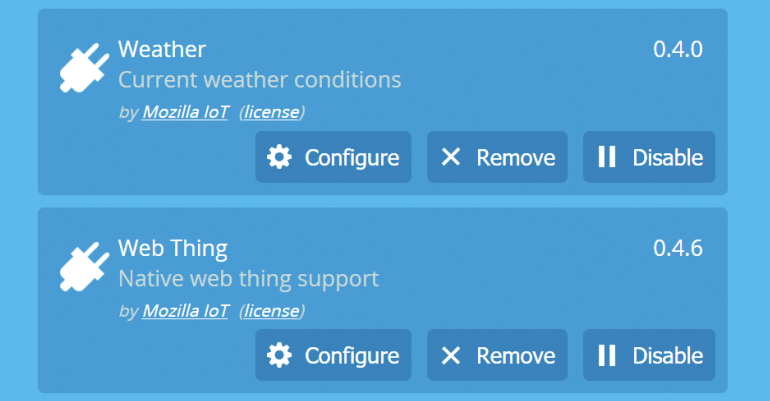 Weather 0.4.0
Current weather conditions
by Mozilla IoT (license)
Configure Remove Disable
Web Thing 0.4.6
Native web thing support
by Mozilla IoT (license)
Configure Remove Disable